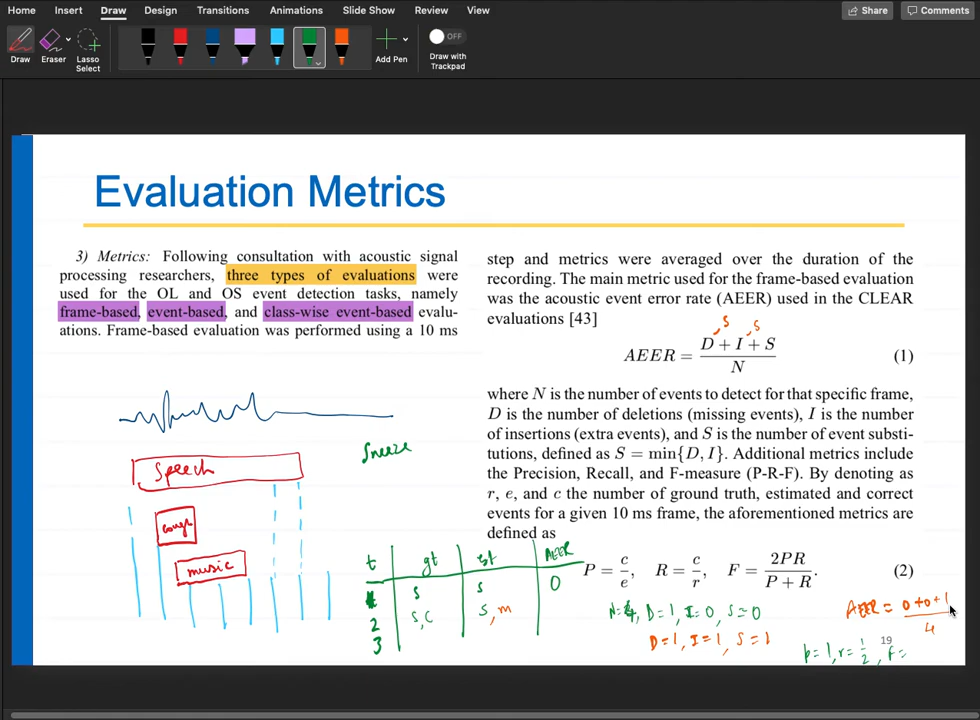 Home Insert Draw Design Transitions Animations Slide Show Review View Share Comments
Draw Eraser Lasso Select Add Pen OFF Draw with Trackpad
Evaluation Metrics
3) Metrics: Following consultation with acoustic signal
processing researchers, three types of evaluations were
used for the OL and OS event detection tasks, namely
frame-based, event-based, and class-wise event-based evalu-
ations. Frame-based evaluation was performed using a 10 ms
Sneeze
Speech
cough
music
step and metrics were averaged over the duration of the
recording. The main metric used for the frame-based evaluation
was the acoustic event error rate (AEER) used in the CLEAR
evaluations [43]
, S , S
AEER = D + I + S / N (1)
where N is the number of events to detect for that specific frame,
D is the number of deletions (missing events), I is the number
of insertions (extra events), and S is the number of event substi-
tutions, defined as S = min{D, I}. Additional metrics include
the Precision, Recall, and F-measure (P-R-F). By denoting as
r, e, and c the number of ground truth, estimated and correct
events for a given 10 ms frame, the aforementioned metrics are
defined as
P = c/e, R = c/r, F = 2PR / P + R. (2)
t gt est AEER
s s 0
2 s,c s, m
3
D=1, I=0, S=0
D=1, I=1, S=1
AEER = 0+0+1 / 4
19
p=1, r=1/2, f=